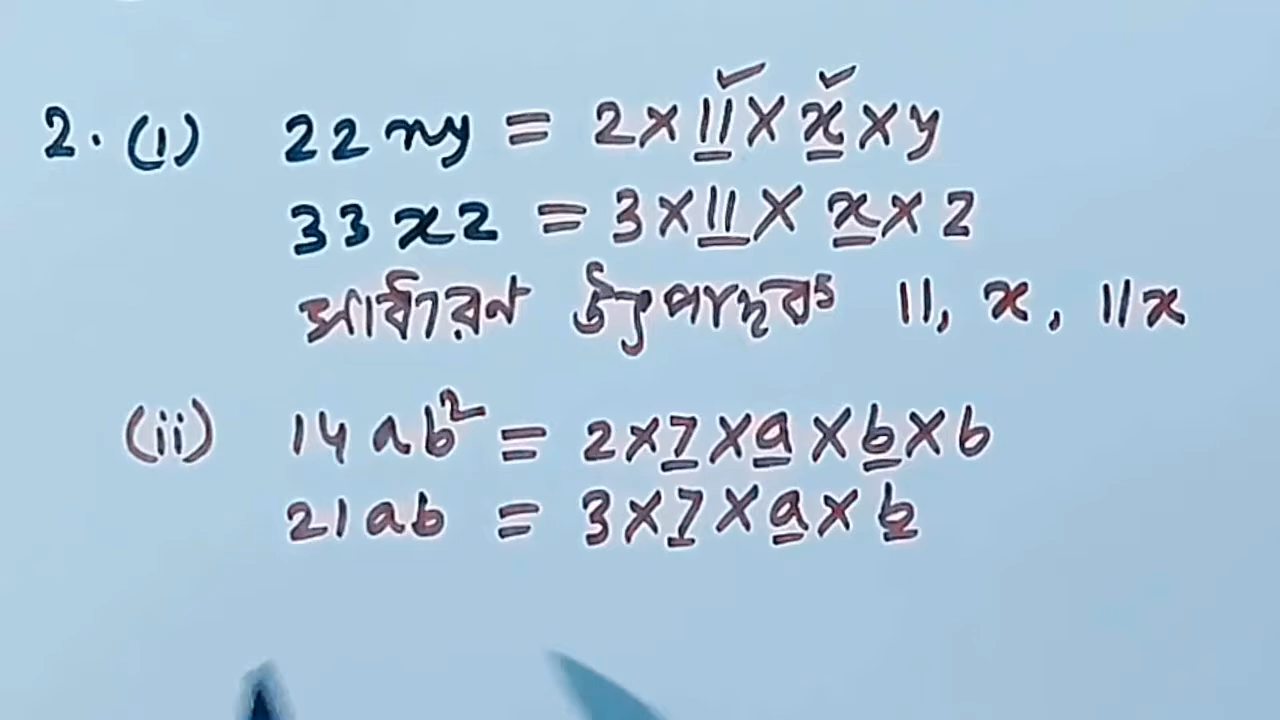 2. (i) 22xy = 2 × 11 × x × y
33xz = 3 × 11 × x × z
সাধারণ উৎপাদক 11, x, 11x
(ii) 14ab² = 2 × 7 × a × b × b
21ab = 3 × 7 × a × b